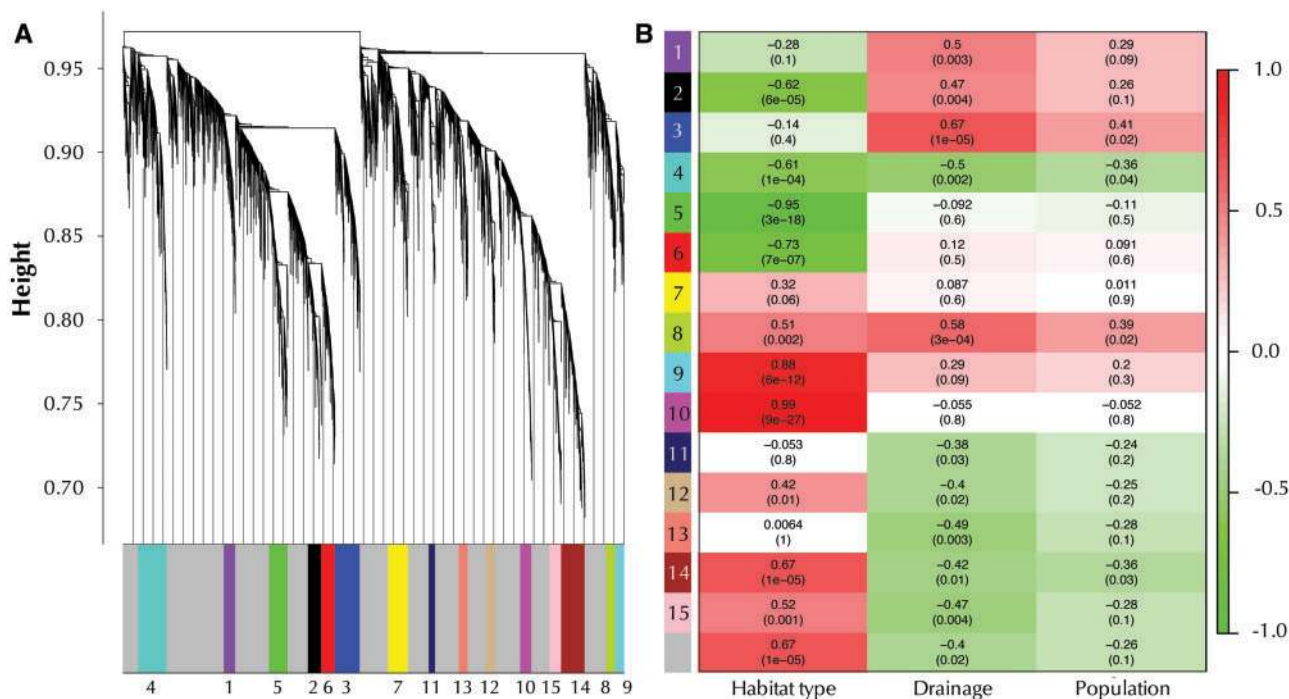 A
Height
0.95
0.90
0.85
0.80
0.75
0.70
4 1 5 2 6 3 7 11 13 12 10 15 14 8 9
B
1 −0.28 0.5 0.29
(0.1) (0.003) (0.09)
2 −0.62 0.47 0.26
(6e−05) (0.004) (0.1)
3 −0.14 0.67 0.41
(0.4) (1e−05) (0.02)
4 −0.61 −0.5 −0.36
(1e−04) (0.002) (0.04)
5 −0.95 −0.092 −0.11
(3e−18) (0.6) (0.5)
6 −0.73 0.12 0.091
(7e−07) (0.5) (0.6)
7 0.32 0.087 0.011
(0.06) (0.6) (0.9)
8 0.51 0.58 0.39
(0.002) (3e−04) (0.02)
9 0.88 0.29 0.2
(6e−12) (0.09) (0.3)
10 0.99 −0.055 −0.052
(9e−27) (0.8) (0.8)
11 −0.053 −0.38 −0.24
(0.8) (0.03) (0.2)
12 0.42 −0.4 −0.25
(0.01) (0.02) (0.2)
13 0.0064 −0.49 −0.28
(1) (0.003) (0.1)
14 0.67 −0.42 −0.36
(1e−05) (0.01) (0.03)
15 0.52 −0.47 −0.28
(0.001) (0.004) (0.1)
0.67 −0.4 −0.26
(1e−05) (0.02) (0.1)
Habitat type Drainage Population
1.0
0.5
0.0
-0.5
-1.0